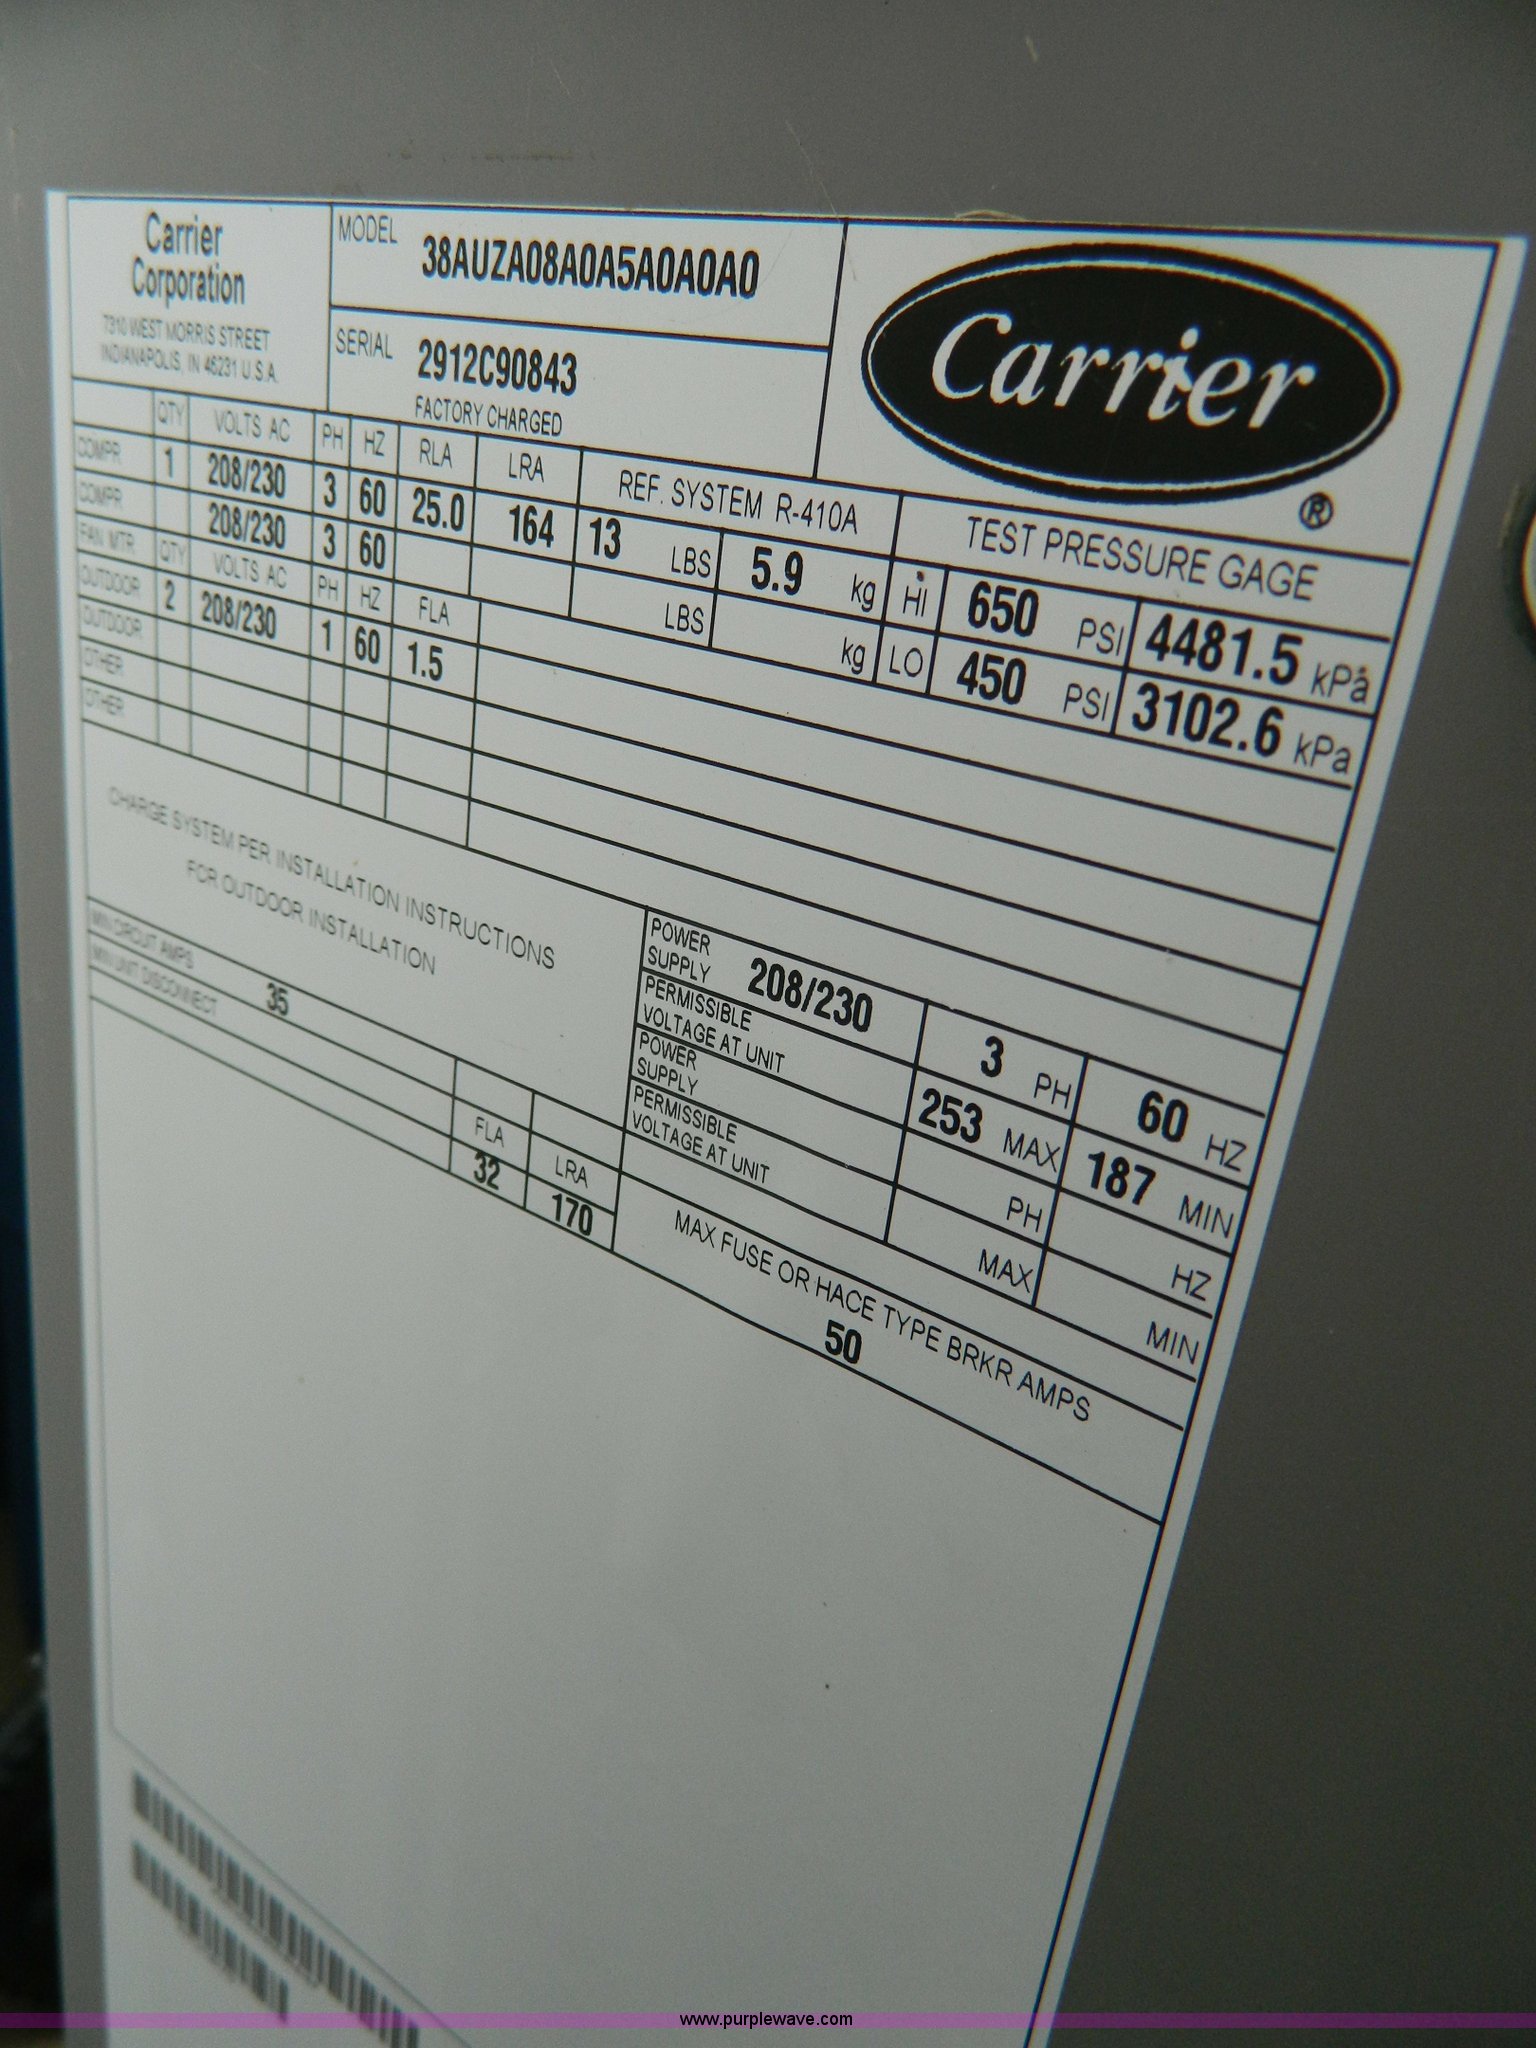 Carrier
Corporation
7310 WEST MORRIS STREET
INDIANAPOLIS, IN 46231 U.S.A.
MODEL 38AUZA08A0A5A0A0A0
SERIAL 2912C90843
FACTORY CHARGED
Carrier ®
QTY VOLTS AC PH HZ RLA LRA REF. SYSTEM R-410A TEST PRESSURE GAGE
COMPR 1 208/230 3 60 25.0 164 13 LBS 5.9 kg HI 650 PSI 4481.5 kPa
COMPR 208/230 3 60 LBS kg LO 450 PSI 3102.6 kPa
FAN MTR QTY VOLTS AC PH HZ FLA
OUTDOOR 2 208/230 1 60 1.5
OUTDOOR
OTHER
OTHER
CHARGE SYSTEM PER INSTALLATION INSTRUCTIONS
FOR OUTDOOR INSTALLATION
POWER
SUPPLY 208/230 3 PH 60 HZ
PERMISSIBLE
VOLTAGE AT UNIT 253 MAX 187 MIN
POWER
SUPPLY PH HZ
PERMISSIBLE
VOLTAGE AT UNIT MAX MIN
MIN CIRCUIT AMPS 35
MIN UNIT DISCONNECT FLA LRA
32 170
MAX FUSE OR HACE TYPE BRKR AMPS
50
www.purplewave.com